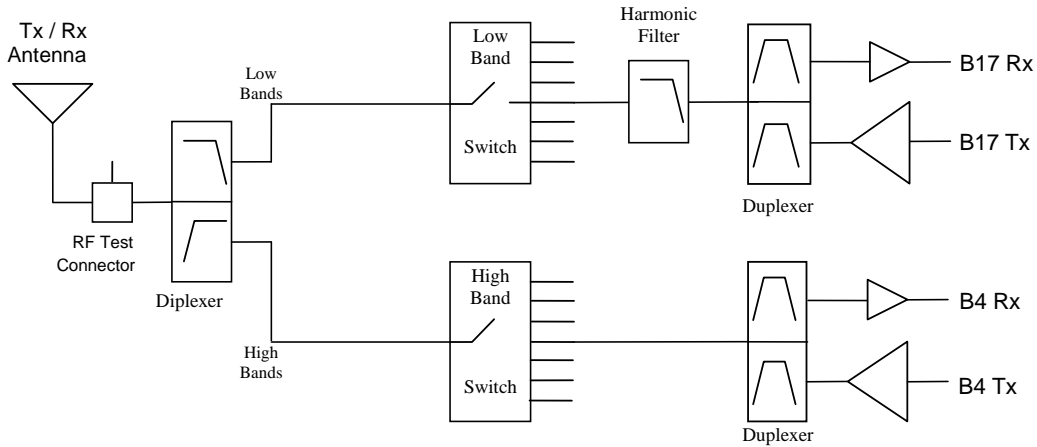 Tx / Rx
Antenna
RF Test
Connector
Diplexer
Low
Bands
High
Bands
Low
Band
Switch
Harmonic
Filter
Duplexer
B17 Rx
B17 Tx
High
Band
Switch
Duplexer
B4 Rx
B4 Tx